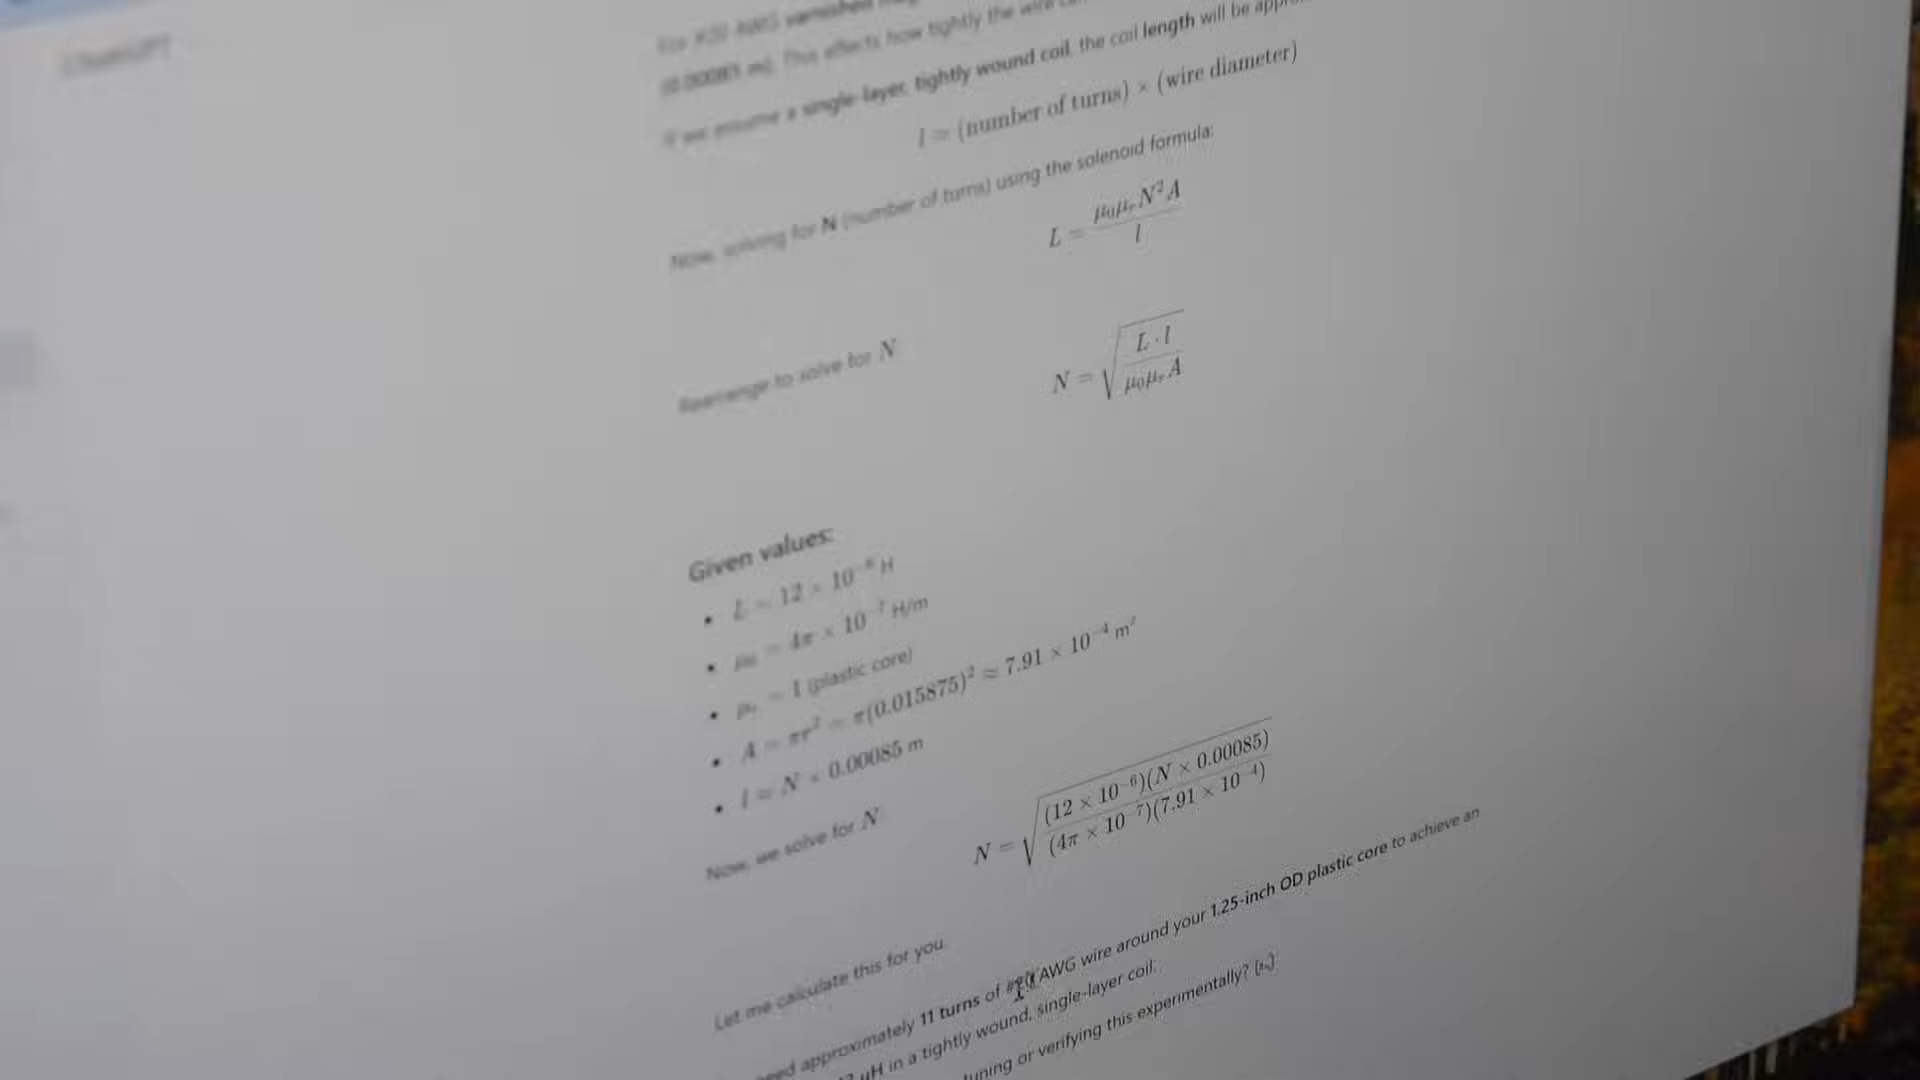 ChatGPT
For #20 AWG varnished
(0.00085 m). This affects how tightly the wire
If we assume a single-layer, tightly wound coil, the coil length will be
l = (number of turns) × (wire diameter)
Now, solving for N (number of turns) using the solenoid formula:
L = μ₀μᵣN²A / l
Rearrange to solve for N
N = √(L · l / μ₀μᵣA)
Given values:
• L = 12 × 10⁻⁶ H
• μ₀ = 4π × 10⁻⁷ H/m
• μᵣ = 1 (plastic core)
• A = πr² = π(0.015875)² ≈ 7.91 × 10⁻⁴ m²
• l = N × 0.00085 m
Now, we solve for N
N = √((12 × 10⁻⁶)(N × 0.00085) / (4π × 10⁻⁷)(7.91 × 10⁻⁴))
Let me calculate this for you.
approximately 11 turns of #20 AWG wire around your 1.25-inch OD plastic core to achieve an
μH in a tightly wound, single-layer coil.
tuning or verifying this experimentally? [>-]